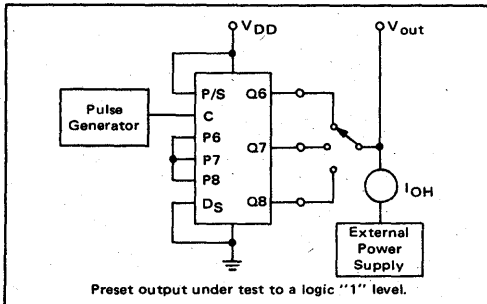 VDD
Vout
P/S Q6
Pulse Generator
C
P6
P7 Q7
P8
DS Q8
IOH
External Power Supply
Preset output under test to a logic "1" level.